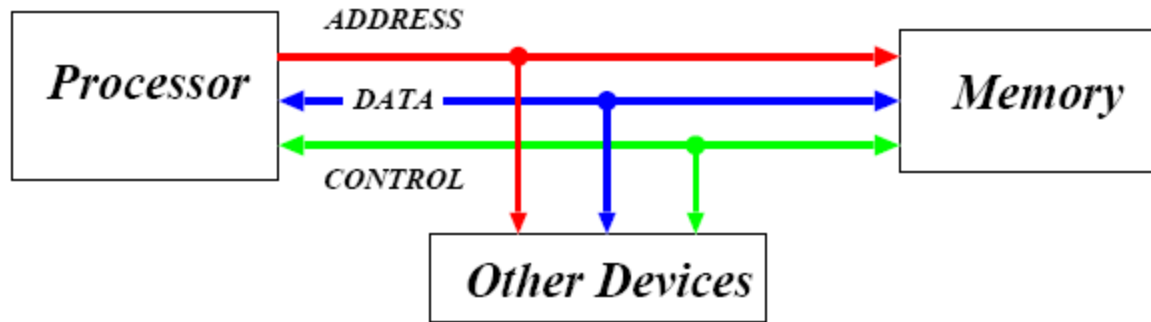 ADDRESS
Processor
DATA
Memory
CONTROL
Other Devices